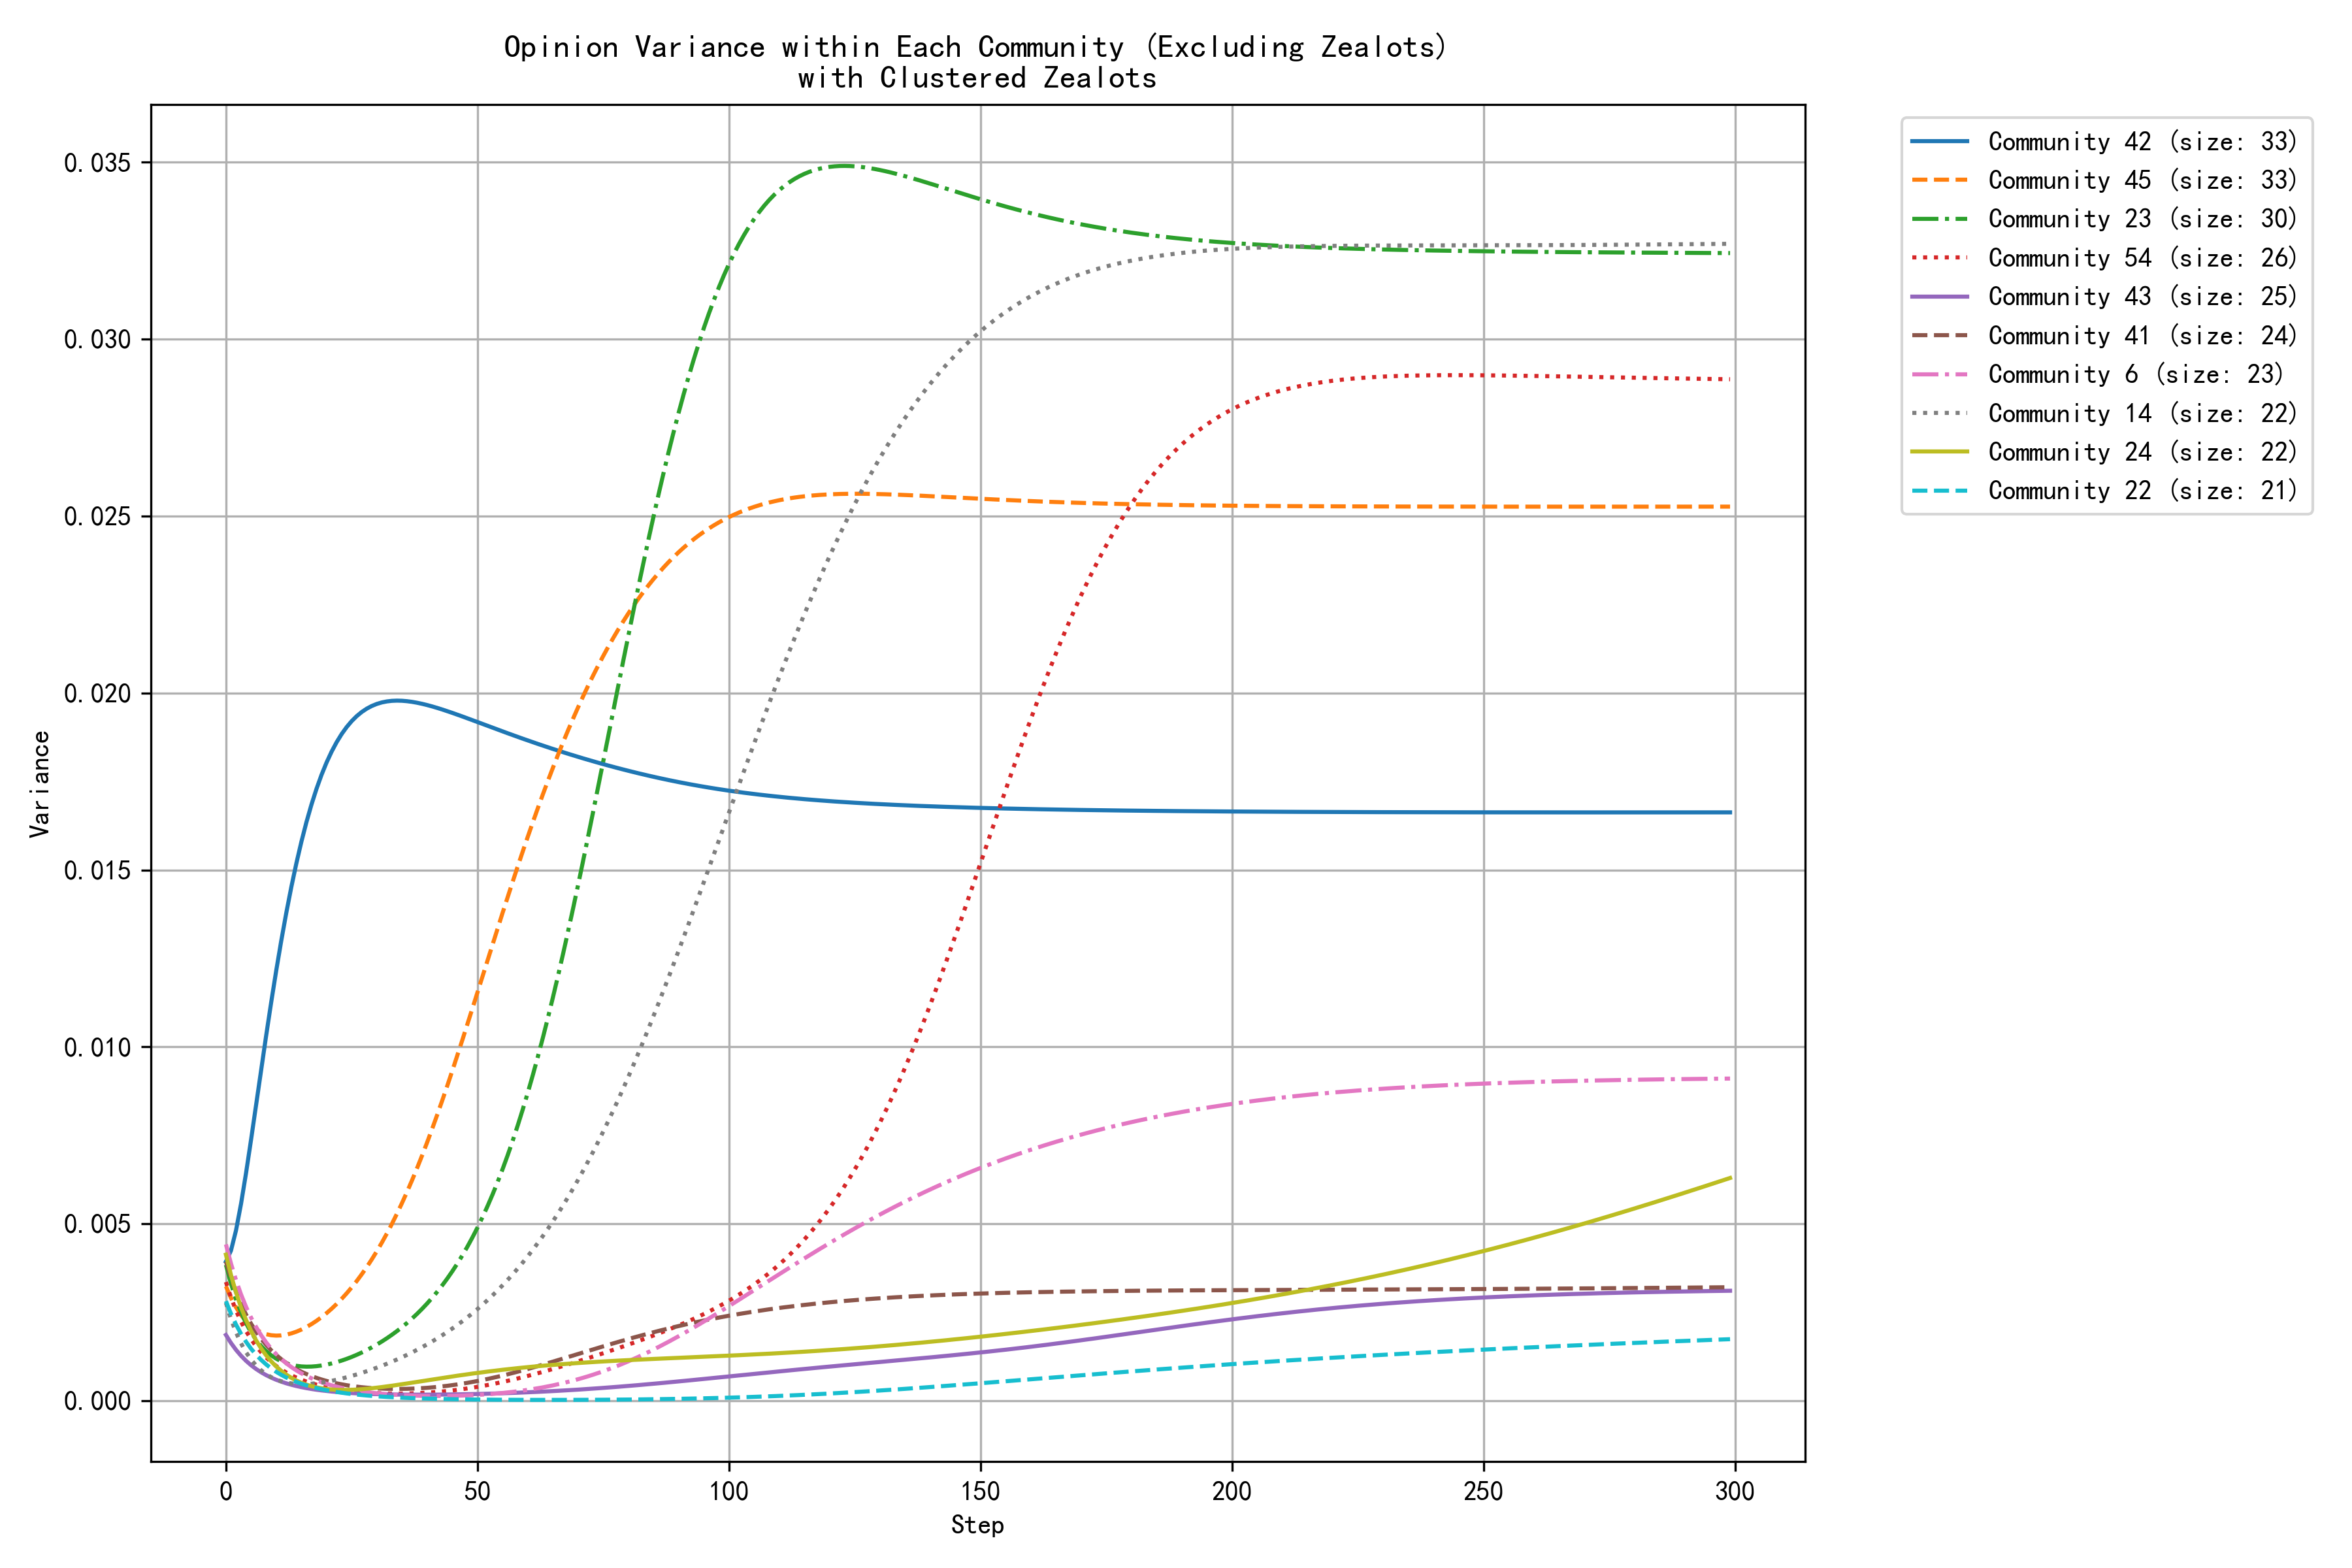 Opinion Variance within Each Community (Excluding Zealots)
with Clustered Zealots
Variance
0.035
0.030
0.025
0.020
0.015
0.010
0.005
0.000
0
50
100
150
200
250
300
Step
Community 42 (size: 33)
Community 45 (size: 33)
Community 23 (size: 30)
Community 54 (size: 26)
Community 43 (size: 25)
Community 41 (size: 24)
Community 6 (size: 23)
Community 14 (size: 22)
Community 24 (size: 22)
Community 22 (size: 21)